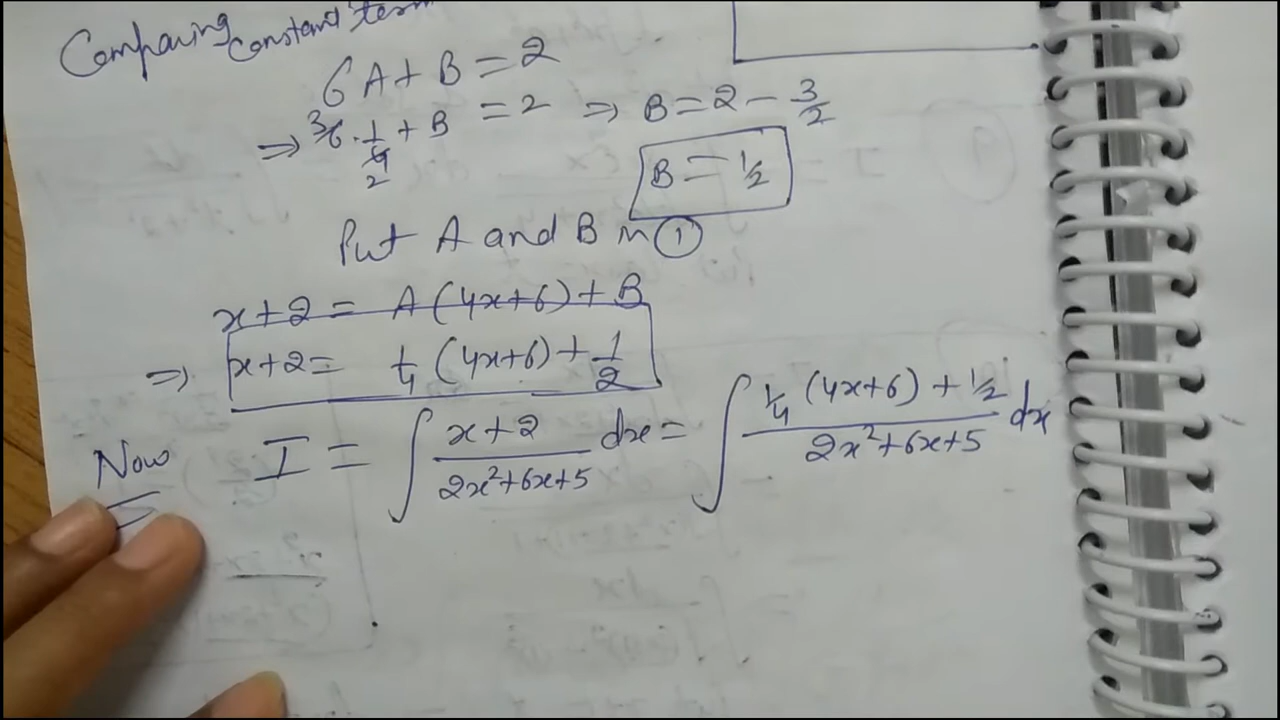 Comparing constant term
6A + B = 2
⇒ 3 6 · 1/4 2 + B = 2 ⇒ B = 2 - 3/2
B = 1/2
Put A and B in ①
x+2 = A(4x+6) + B
⇒ x+2 = 1/4 (4x+6) + 1/2
Now I = ∫ x+2 / 2x²+6x+5 dx = ∫ 1/4 (4x+6) + 1/2 / 2x²+6x+5 dx